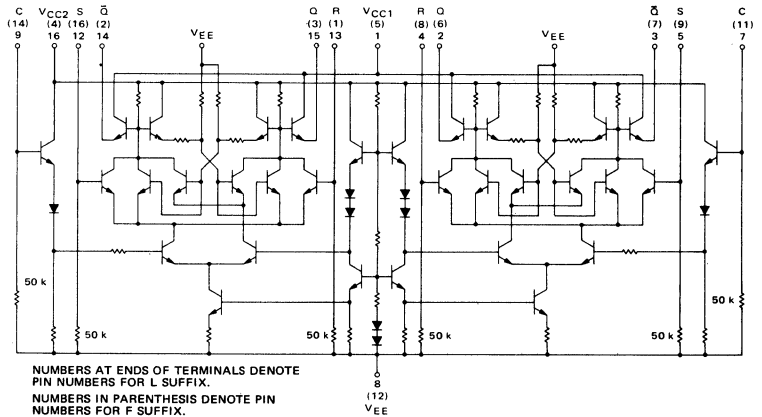 C VCC2 S Q̄ Q R VCC1 R Q Q̄ S C
(14) (4) (16) (2) VEE (3) (1) (5) (8) (6) VEE (7) (9) (11)
9 16 12 14 15 13 1 4 2 3 5 7
50 k 50 k
50 k 50 k 50 k 50 k
8
(12)
VEE
NUMBERS AT ENDS OF TERMINALS DENOTE
PIN NUMBERS FOR L SUFFIX.
NUMBERS IN PARENTHESIS DENOTE PIN
NUMBERS FOR F SUFFIX.